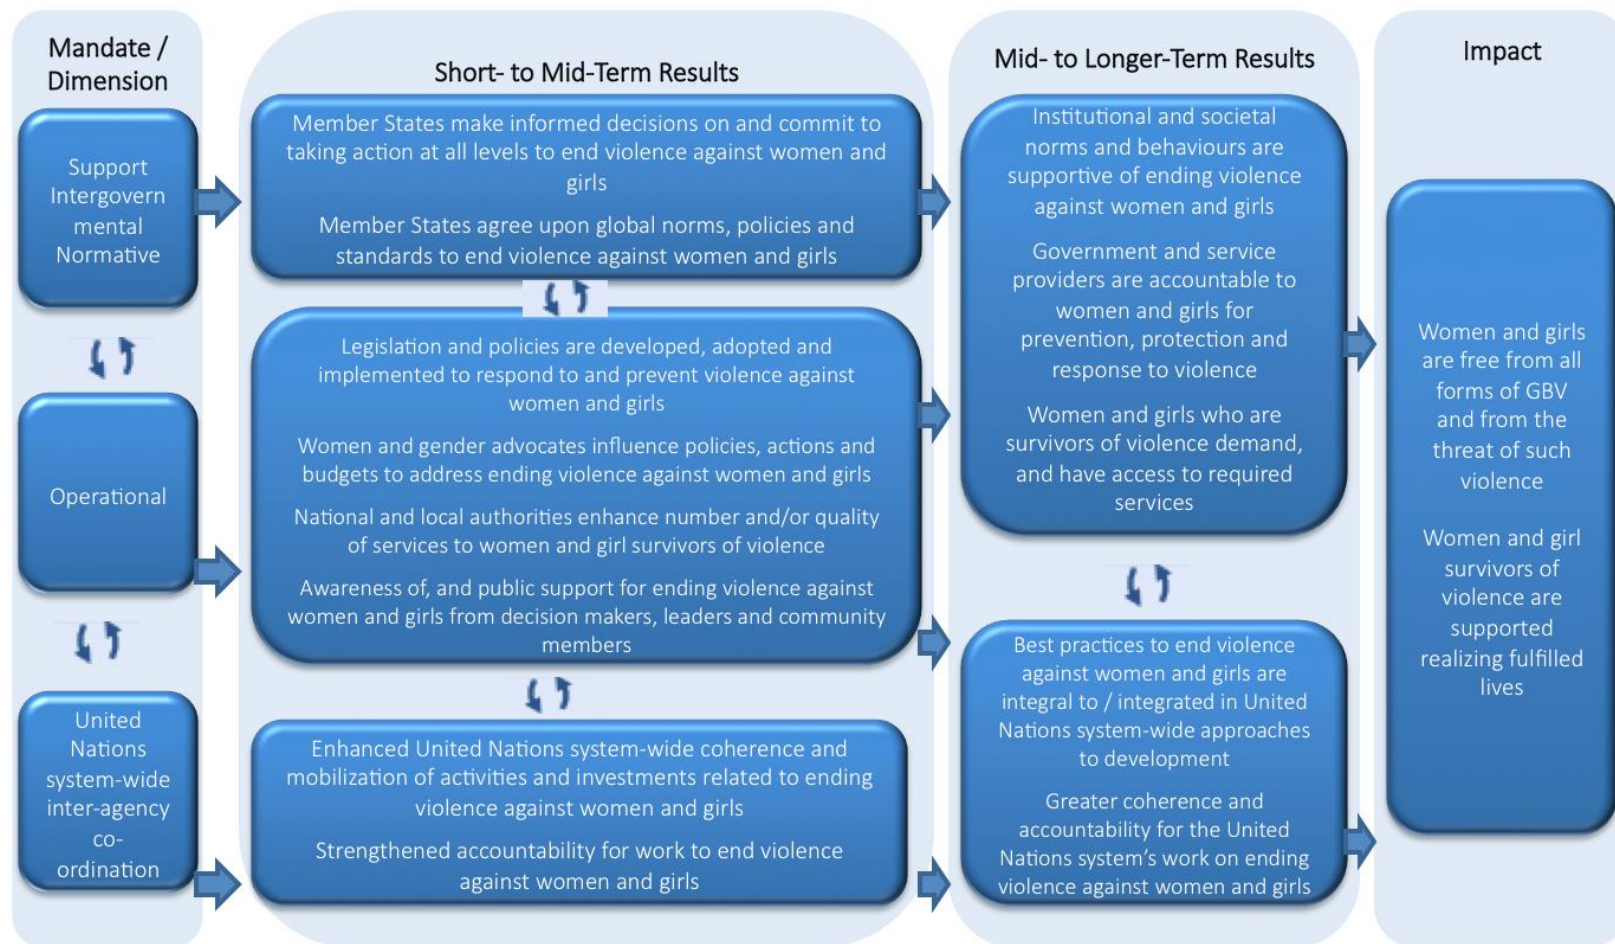 Mandate /
Dimension
Support
Intergovern
mental
Normative
Operational
United
Nations
system-wide
inter-agency
co-
ordination
Short- to Mid-Term Results
Member States make informed decisions on and commit to
taking action at all levels to end violence against women and
girls
Member States agree upon global norms, policies and
standards to end violence against women and girls
Legislation and policies are developed, adopted and
implemented to respond to and prevent violence against
women and girls
Women and gender advocates influence policies, actions and
budgets to address ending violence against women and girls
National and local authorities enhance number and/or quality
of services to women and girl survivors of violence
Awareness of, and public support for ending violence against
women and girls from decision makers, leaders and community
members
Enhanced United Nations system-wide coherence and
mobilization of activities and investments related to ending
violence against women and girls
Strengthened accountability for work to end violence
against women and girls
Mid- to Longer-Term Results
Institutional and societal
norms and behaviours are
supportive of ending violence
against women and girls
Government and service
providers are accountable to
women and girls for
prevention, protection and
response to violence
Women and girls who are
survivors of violence demand,
and have access to required
services
Best practices to end violence
against women and girls are
integral to / integrated in United
Nations system-wide approaches
to development
Greater coherence and
accountability for the United
Nations system's work on ending
violence against women and girls
Impact
Women and girls
are free from all
forms of GBV
and from the
threat of such
violence
Women and girl
survivors of
violence are
supported
realizing fulfilled
lives